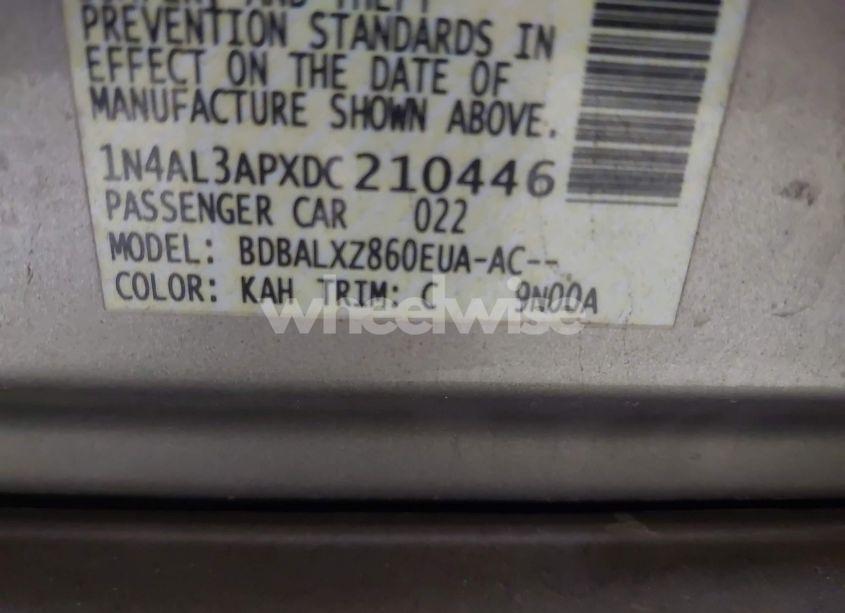 PREVENTION STANDARDS IN
EFFECT ON THE DATE OF
MANUFACTURE SHOWN ABOVE.
1N4AL3APXDC210446
PASSENGER CAR 022
MODEL: BDBALXZ860EUA-AC--
COLOR: KAH TRIM: C 9N00A
wheelwise